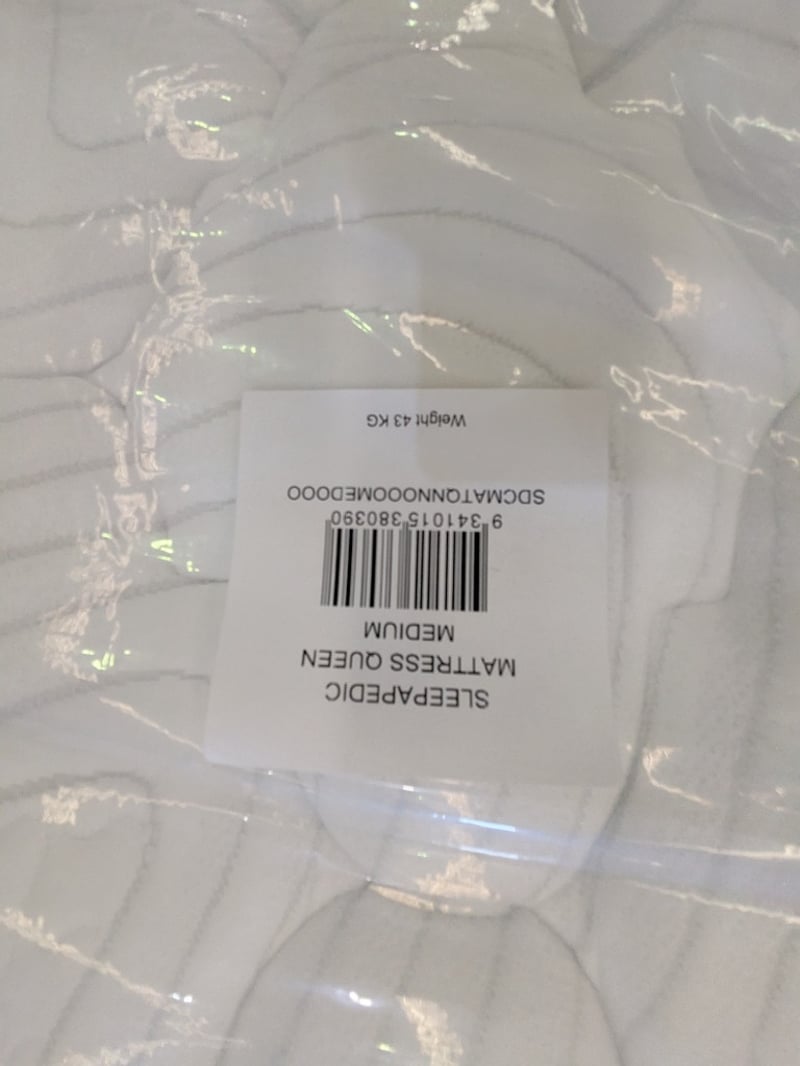 SLEEPAPEDIC
MATTRESS QUEEN
MEDIUM
9 341015 380390
SDCMATQNNOOOMEDOOO
Weight 43 KG